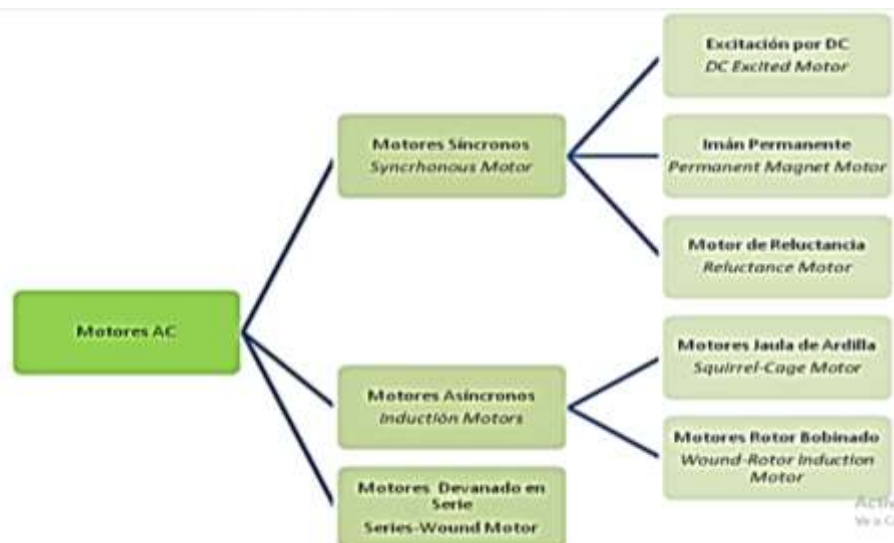 Motores AC
Motores Síncronos
Syncrhonous Motor
Excitación por DC
DC Excited Motor
Imán Permanente
Permanent Magnet Motor
Motor de Reluctancia
Reluctance Motor
Motores Asíncronos
Induction Motors
Motores Jaula de Ardilla
Squirrel-Cage Motor
Motores Rotor Bobinado
Wound-Rotor Induction
Motor
Motores Devanado en
Serie
Series-Wound Motor